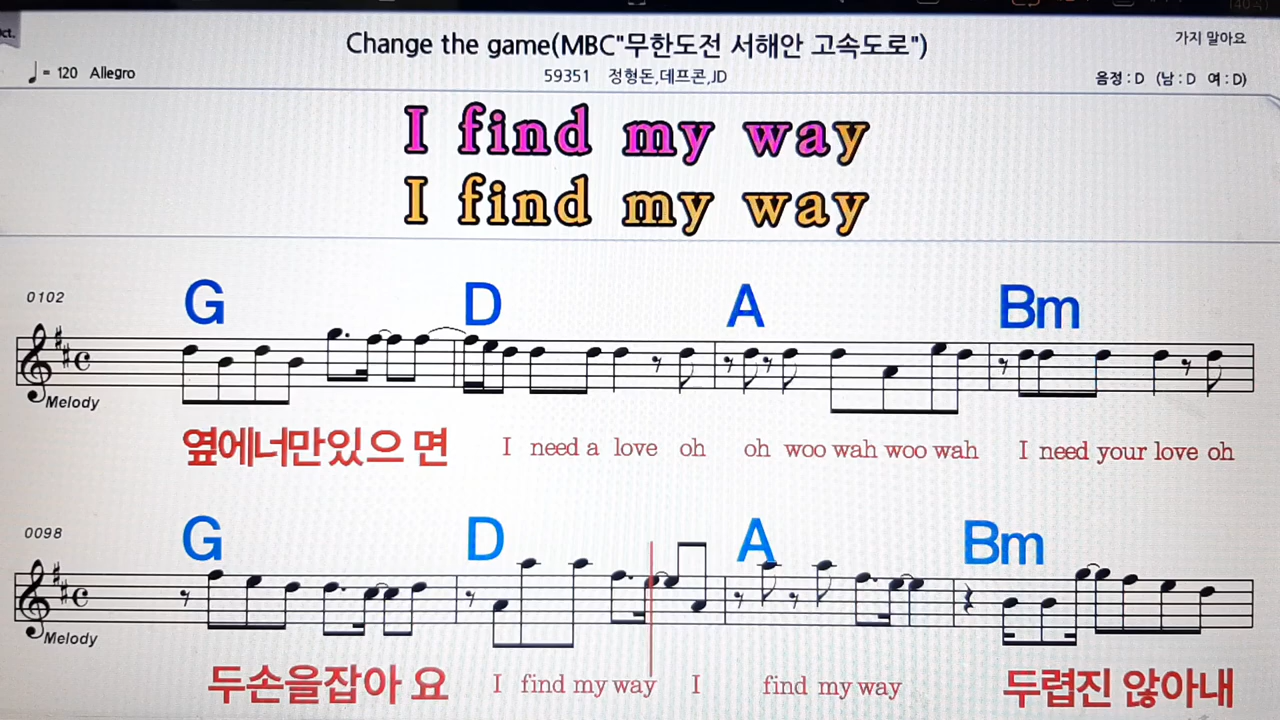 Change the game(MBC"무한도전 서해안 고속도로")
가지 말아요
♩= 120 Allegro
59351 정형돈,데프콘,JD
음정 : D (남 : D 여 : D)
I find my way
I find my way
0102
G D A Bm
Melody
옆에너만있으 면 I need a love oh oh woo wah woo wah I need your love oh
0098
G D A Bm
Melody
두손을잡아 요 I find my way I find my way 두렵진 않아내